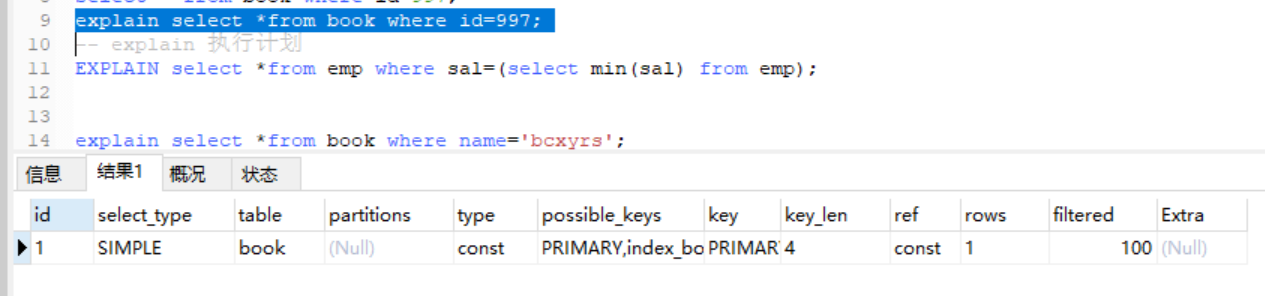 9 explain select *from book where id=997;
10 -- explain 执行计划
11 EXPLAIN select *from emp where sal=(select min(sal) from emp);
12
13
14 explain select *from book where name='bcxyrs';
信息 结果1 概况 状态
id select_type table partitions type possible_keys key key_len ref rows filtered Extra
1 SIMPLE book (Null) const PRIMARY,index_bo PRIMAR 4 const 1 100 (Null)